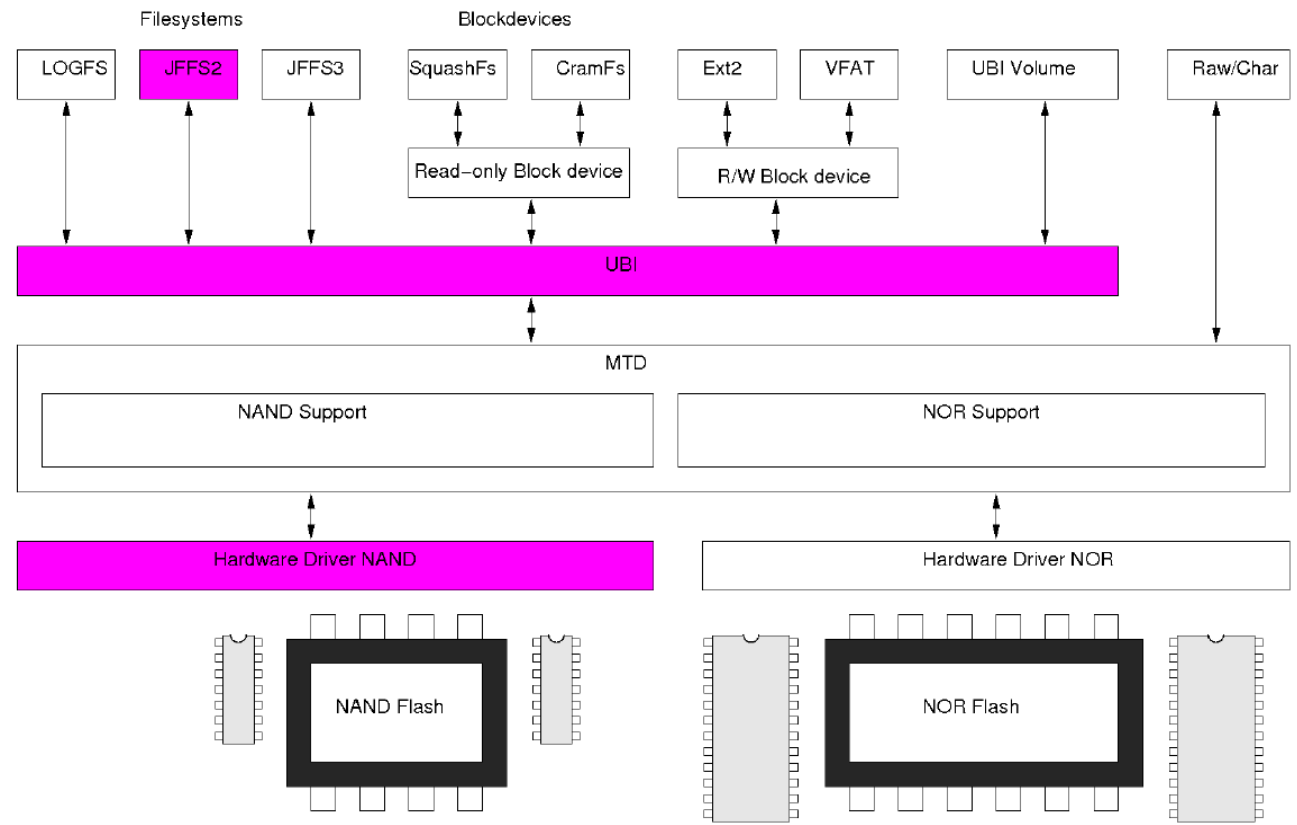 Filesystems
Blockdevices
LOGFS
JFFS2
JFFS3
SquashFs
CramFs
Ext2
VFAT
UBI Volume
Raw/Char
Read-only Block device
R/W Block device
UBI
MTD
NAND Support
NOR Support
Hardware Driver NAND
Hardware Driver NOR
NAND Flash
NOR Flash